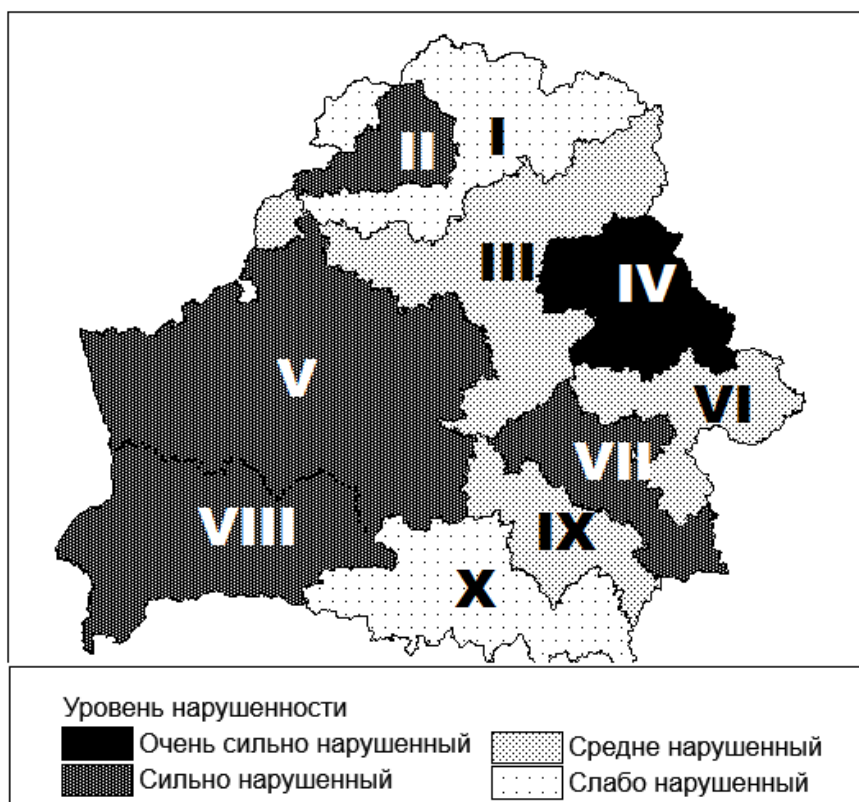 I
II
III
IV
V
VI
VII
VIII
IX
X
Уровень нарушенности
Очень сильно нарушенный
Средне нарушенный
Сильно нарушенный
Слабо нарушенный